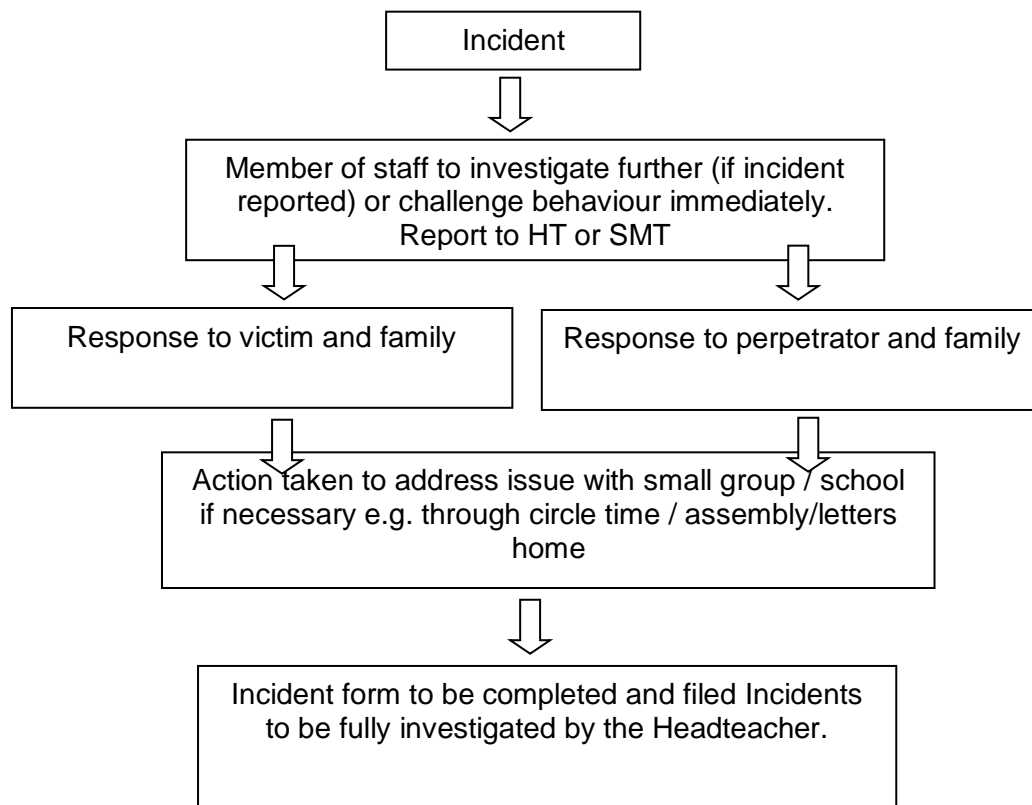 Incident
Member of staff to investigate further (if incident
reported) or challenge behaviour immediately.
Report to HT or SMT
Response to victim and family
Response to perpetrator and family
Action taken to address issue with small group / school
if necessary e.g. through circle time / assembly/letters
home
Incident form to be completed and filed Incidents
to be fully investigated by the Headteacher.